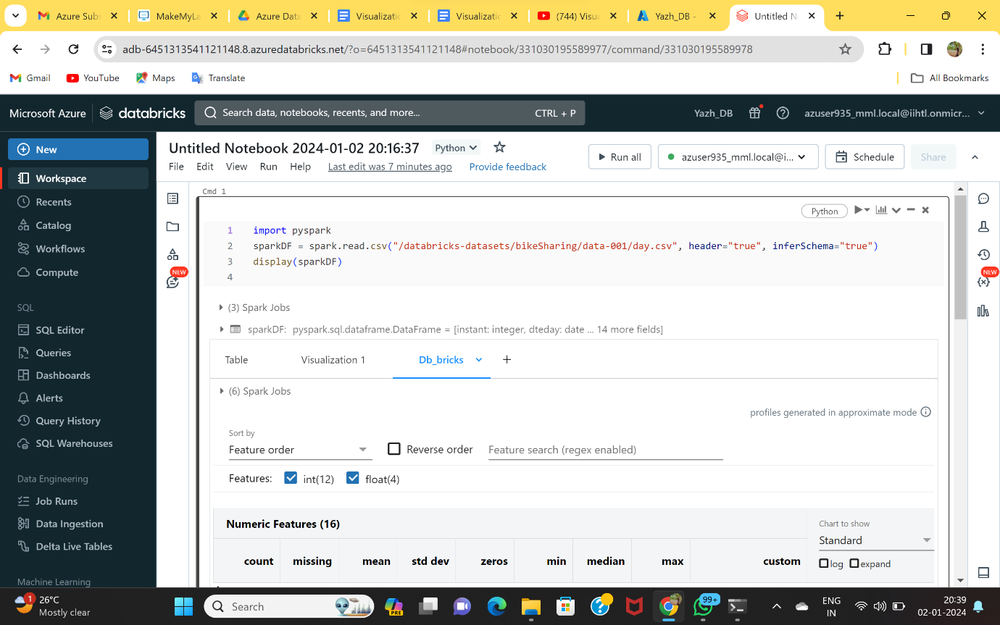 Azure Sub
MakeMyLa
Azure Data
Visualizatio
Visualizatio
(744) Visua
Yazh_DB -
Untitled N
adb-6451313541121148.8.azuredatabricks.net/?o=6451313541121148#notebook/331030195589977/command/331030195589978
Gmail
YouTube
Maps
Translate
All Bookmarks
Microsoft Azure
databricks
Search data, notebooks, recents, and more...
CTRL + P
Yazh_DB
azuser935_mml.local@iihtl.onmicr...
New
Workspace
Recents
Catalog
Workflows
Compute
SQL
SQL Editor
Queries
Dashboards
Alerts
Query History
SQL Warehouses
Data Engineering
Job Runs
Data Ingestion
Delta Live Tables
Machine Learning
Untitled Notebook 2024-01-02 20:16:37
Python
File Edit View Run Help Last edit was 7 minutes ago Provide feedback
Run all
azuser935_mml.local@i...
Schedule
Share
NEW
Cmd 1
Python
1 import pyspark
2 sparkDF = spark.read.csv("/databricks-datasets/bikeSharing/data-001/day.csv", header="true", inferSchema="true")
3 display(sparkDF)
4
(3) Spark Jobs
sparkDF: pyspark.sql.dataframe.DataFrame = [instant: integer, dteday: date ... 14 more fields]
Table
Visualization 1
Db_bricks
(6) Spark Jobs
profiles generated in approximate mode
Sort by
Feature order
Reverse order
Feature search (regex enabled)
Features: int(12) float(4)
Numeric Features (16)
Chart to show
Standard
log expand
count missing mean std dev zeros min median max custom
NEW
1
26°C
Mostly clear
Search
PRE
99+
ENG
IN
20:39
02-01-2024